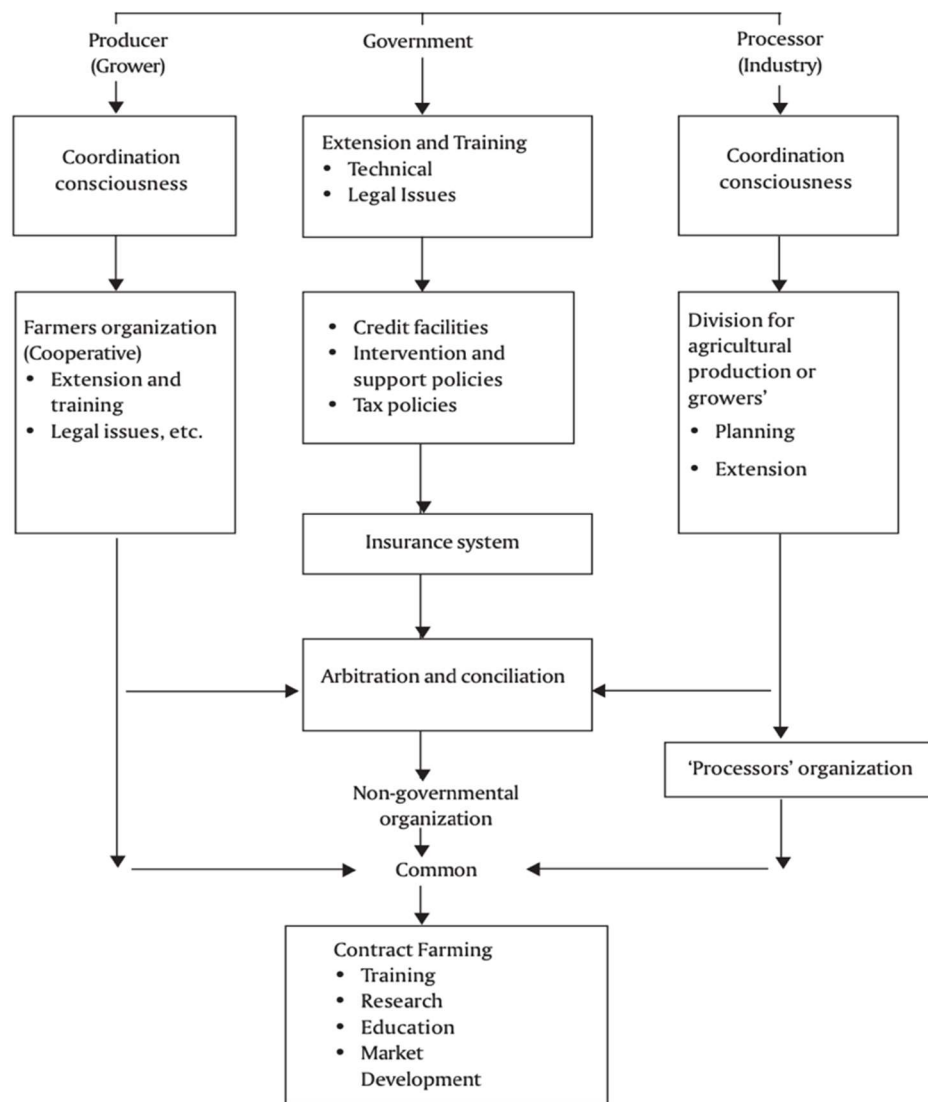 Producer
(Grower)
Government
Processor
(Industry)
Coordination
consciousness
Extension and Training
• Technical
• Legal Issues
Coordination
consciousness
Farmers organization
(Cooperative)
• Extension and
training
• Legal issues, etc.
• Credit facilities
• Intervention and
support policies
• Tax policies
Division for
agricultural
production or
growers’
• Planning
• Extension
Insurance system
Arbitration and conciliation
‘Processors’ organization
Non-governmental
organization
Common
Contract Farming
• Training
• Research
• Education
• Market
Development